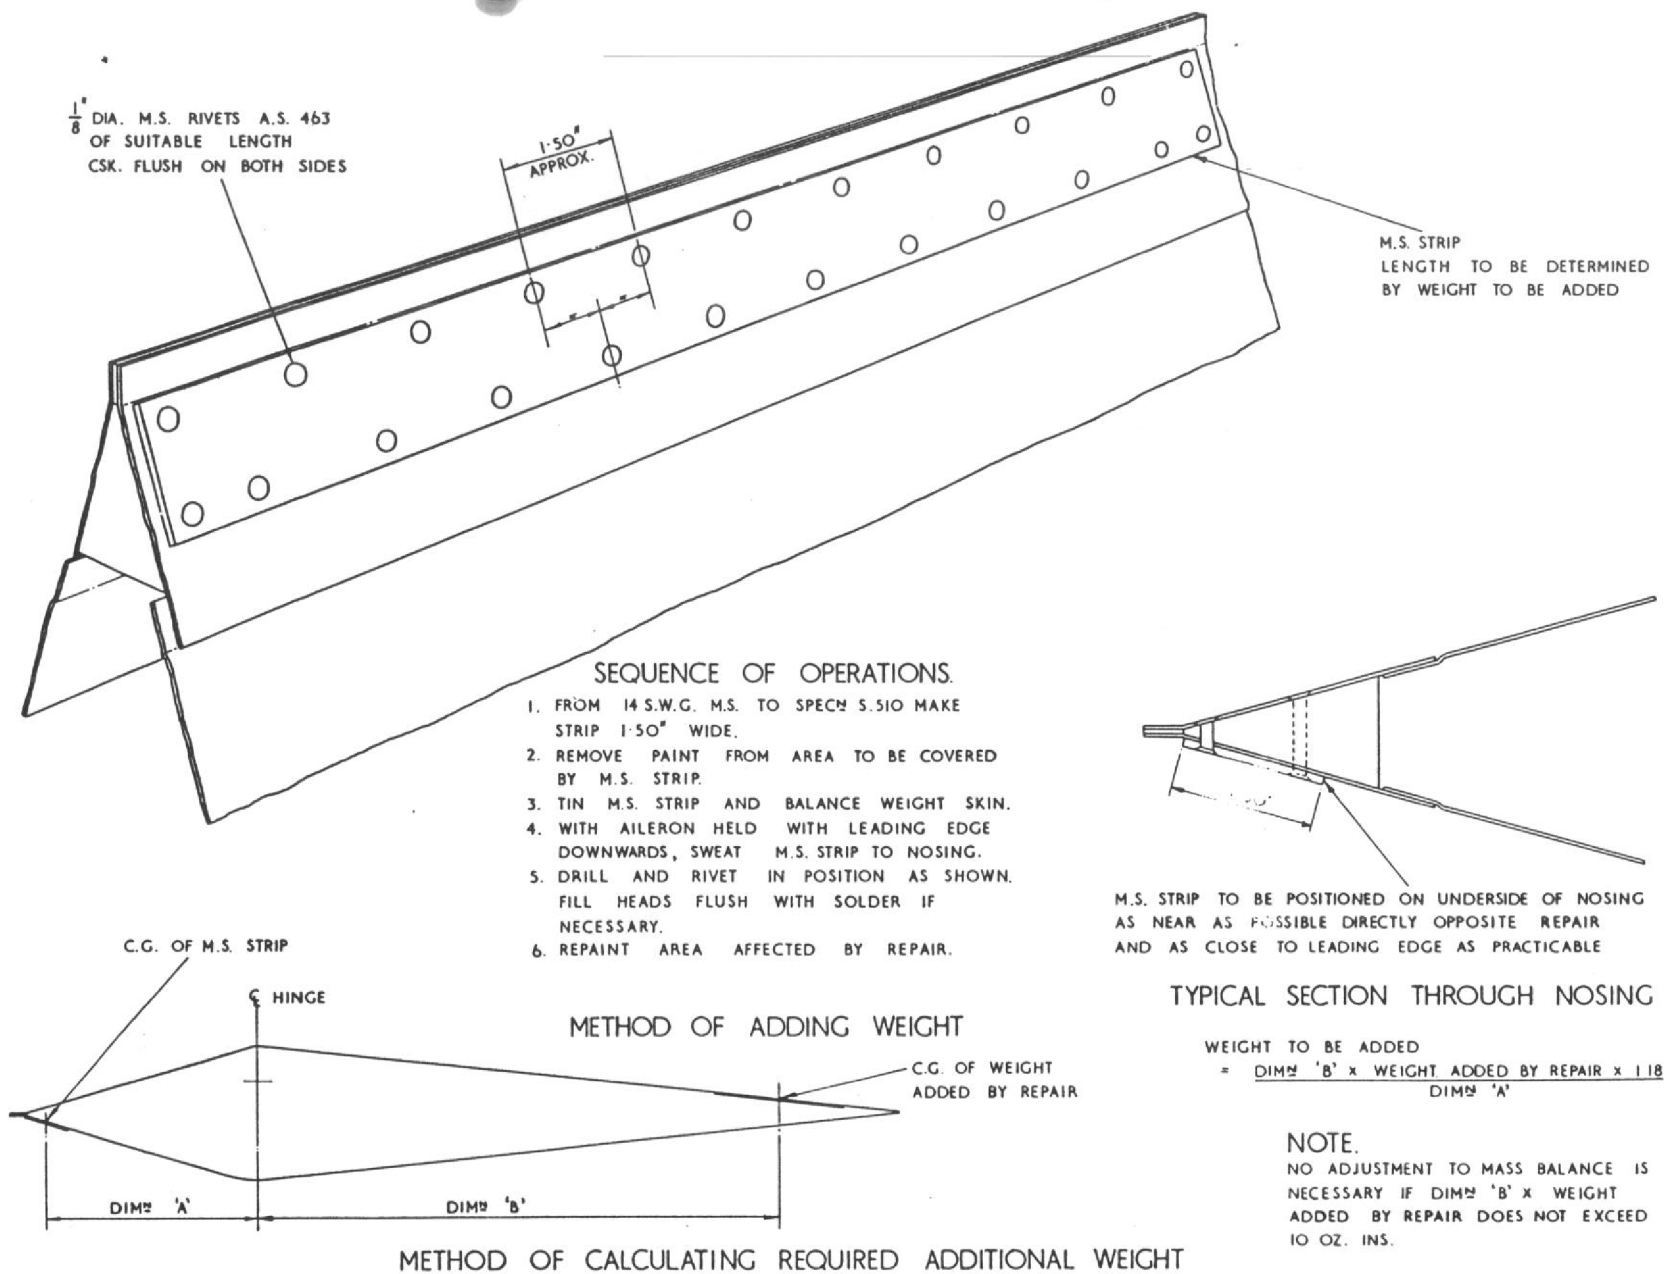 1/8" DIA. M.S. RIVETS A.S. 463
OF SUITABLE LENGTH
CSK. FLUSH ON BOTH SIDES
1·50"
APPROX.
M.S. STRIP
LENGTH TO BE DETERMINED
BY WEIGHT TO BE ADDED
SEQUENCE OF OPERATIONS.
1. FROM 14 S.W.G. M.S. TO SPECN S.510 MAKE
STRIP 1·50" WIDE.
2. REMOVE PAINT FROM AREA TO BE COVERED
BY M.S. STRIP.
3. TIN M.S. STRIP AND BALANCE WEIGHT SKIN.
4. WITH AILERON HELD WITH LEADING EDGE
DOWNWARDS, SWEAT M.S. STRIP TO NOSING.
5. DRILL AND RIVET IN POSITION AS SHOWN.
FILL HEADS FLUSH WITH SOLDER IF
NECESSARY.
6. REPAINT AREA AFFECTED BY REPAIR.
METHOD OF ADDING WEIGHT
M.S. STRIP TO BE POSITIONED ON UNDERSIDE OF NOSING
AS NEAR AS POSSIBLE DIRECTLY OPPOSITE REPAIR
AND AS CLOSE TO LEADING EDGE AS PRACTICABLE
TYPICAL SECTION THROUGH NOSING
WEIGHT TO BE ADDED
= DIMN 'B' x WEIGHT ADDED BY REPAIR x 1·18
DIMN 'A'
NOTE.
NO ADJUSTMENT TO MASS BALANCE IS
NECESSARY IF DIMN 'B' X WEIGHT
ADDED BY REPAIR DOES NOT EXCEED
10 OZ. INS.
C.G. OF M.S. STRIP
℄ HINGE
C.G. OF WEIGHT
ADDED BY REPAIR
DIMN 'A'
DIMN 'B'
METHOD OF CALCULATING REQUIRED ADDITIONAL WEIGHT